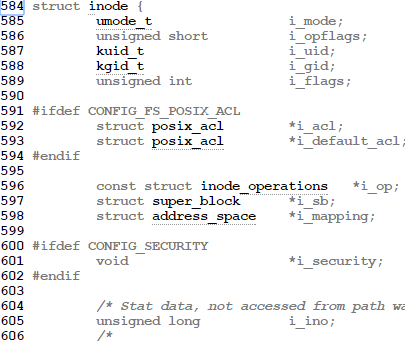 584 struct inode {
585         umode_t                 i_mode;
586         unsigned short          i_opflags;
587         kuid_t                  i_uid;
588         kgid_t                  i_gid;
589         unsigned int            i_flags;
590
591 #ifdef CONFIG_FS_POSIX_ACL
592         struct posix_acl        *i_acl;
593         struct posix_acl        *i_default_acl;
594 #endif
595
596         const struct inode_operations   *i_op;
597         struct super_block      *i_sb;
598         struct address_space    *i_mapping;
599
600 #ifdef CONFIG_SECURITY
601         void                    *i_security;
602 #endif
603
604         /* Stat data, not accessed from path wa
605         unsigned long           i_ino;
606         /*